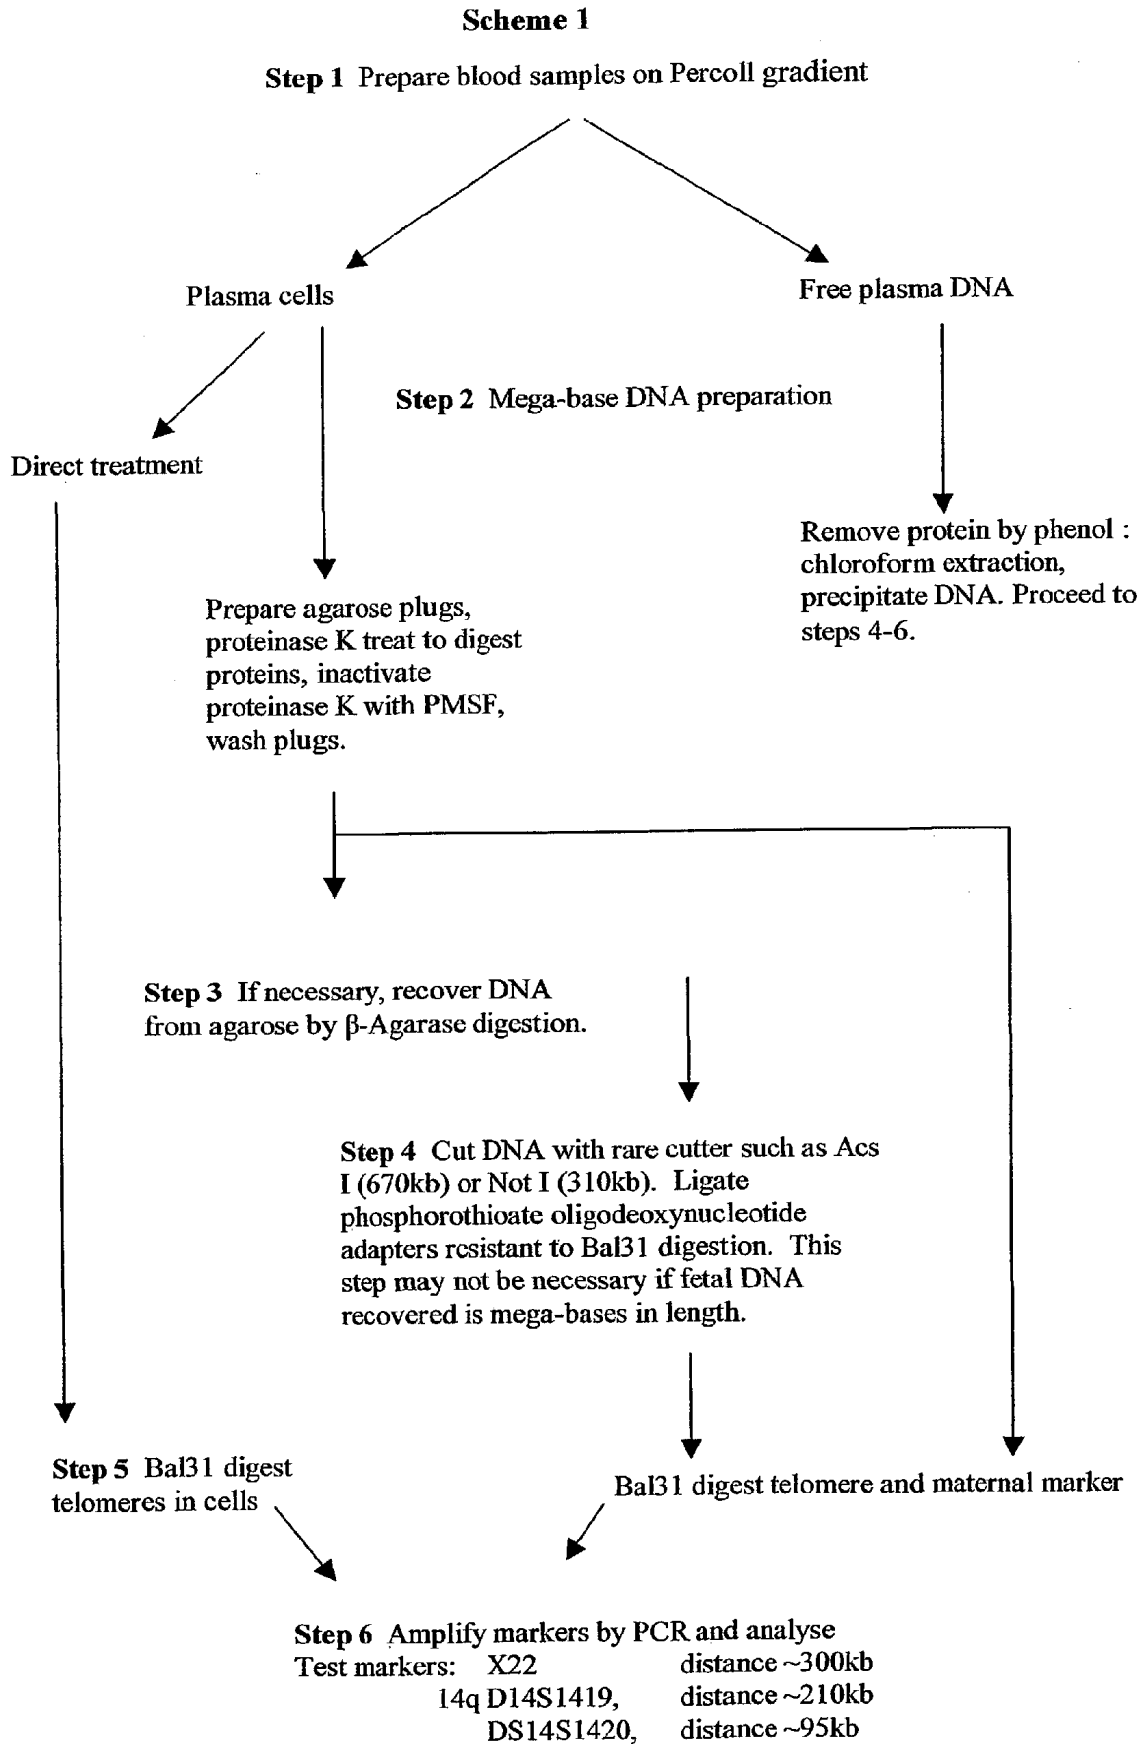 Scheme 1
Step 1 Prepare blood samples on Percoll gradient
Plasma cells
Free plasma DNA
Step 2 Mega-base DNA preparation
Direct treatment
Remove protein by phenol :
chloroform extraction,
precipitate DNA. Proceed to
steps 4-6.
Prepare agarose plugs,
proteinase K treat to digest
proteins, inactivate
proteinase K with PMSF,
wash plugs.
Step 3 If necessary, recover DNA
from agarose by β-Agarase digestion.
Step 4 Cut DNA with rare cutter such as Acs
I (670kb) or Not I (310kb). Ligate
phosphorothioate oligodeoxynucleotide
adapters resistant to Bal31 digestion. This
step may not be necessary if fetal DNA
recovered is mega-bases in length.
Step 5 Bal31 digest
telomeres in cells
Bal31 digest telomere and maternal marker
Step 6 Amplify markers by PCR and analyse
Test markers: X22 distance ~300kb
14q D14S1419, distance ~210kb
DS14S1420, distance ~95kb